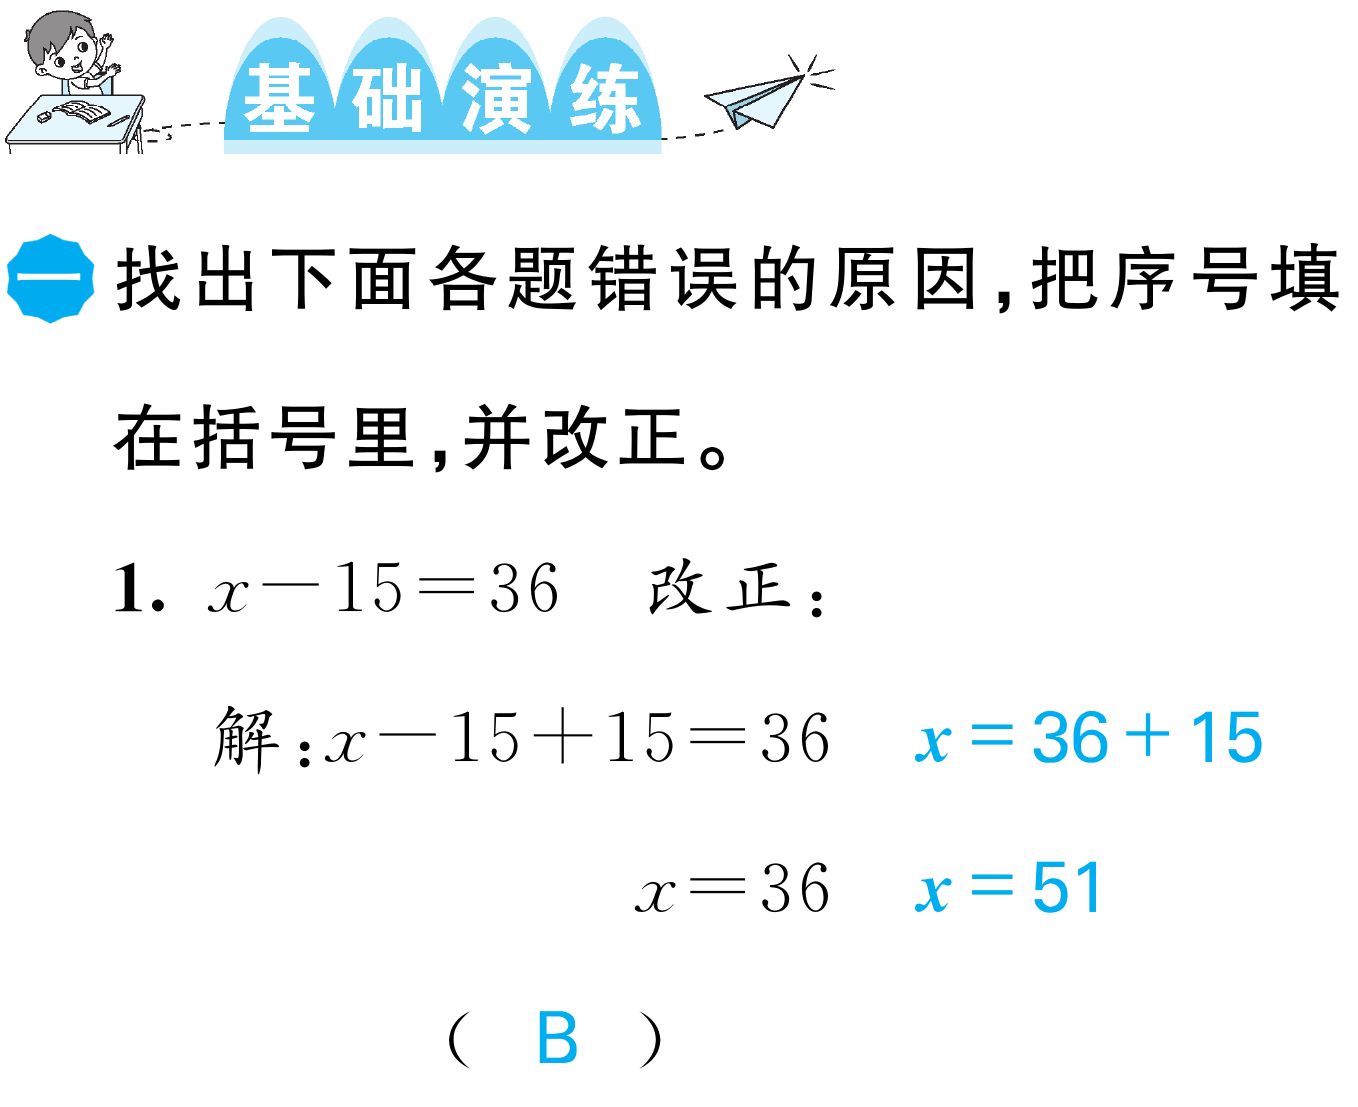 基础演练
一 找出下面各题错误的原因,把序号填
在括号里,并改正。
1. x－15＝36 改正:
解:x－15＋15＝36 x＝36＋15
x＝36 x＝51
( B )